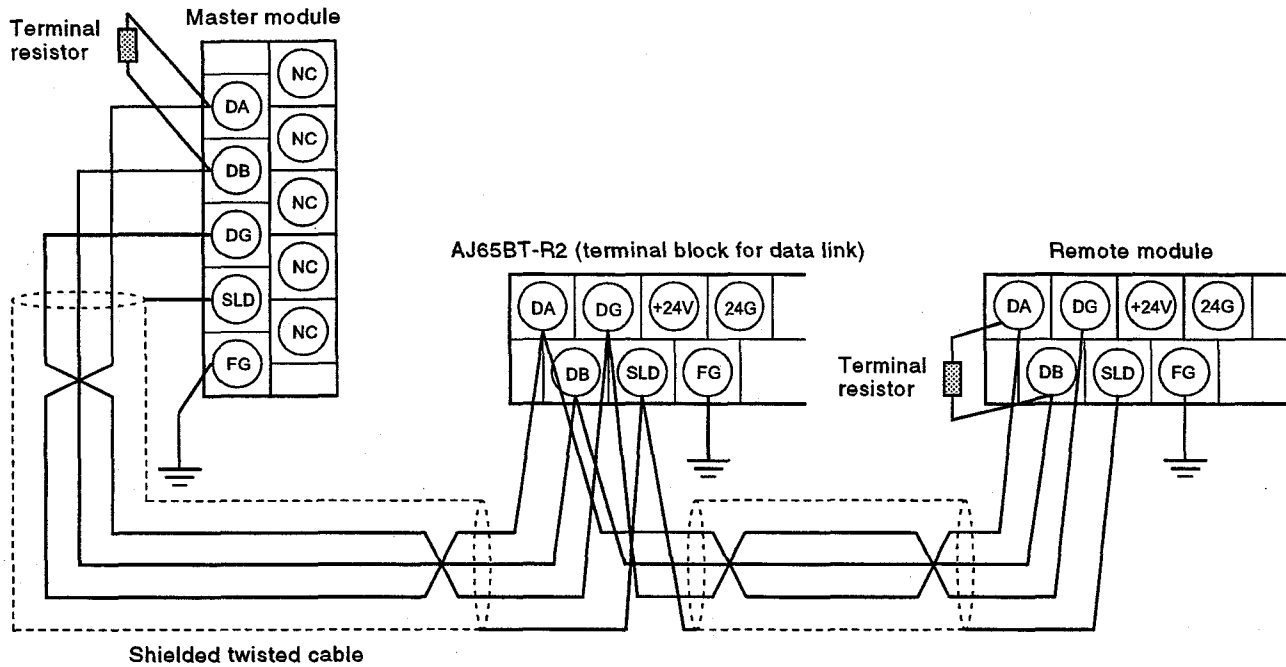 Terminal
resistor
Master module
NC
DA
NC
DB
NC
DG
NC
SLD
NC
FG
AJ65BT-R2 (terminal block for data link)
DA
DG
+24V
24G
DB
SLD
FG
Remote module
DA
DG
+24V
24G
DB
SLD
FG
Terminal
resistor
Shielded twisted cable